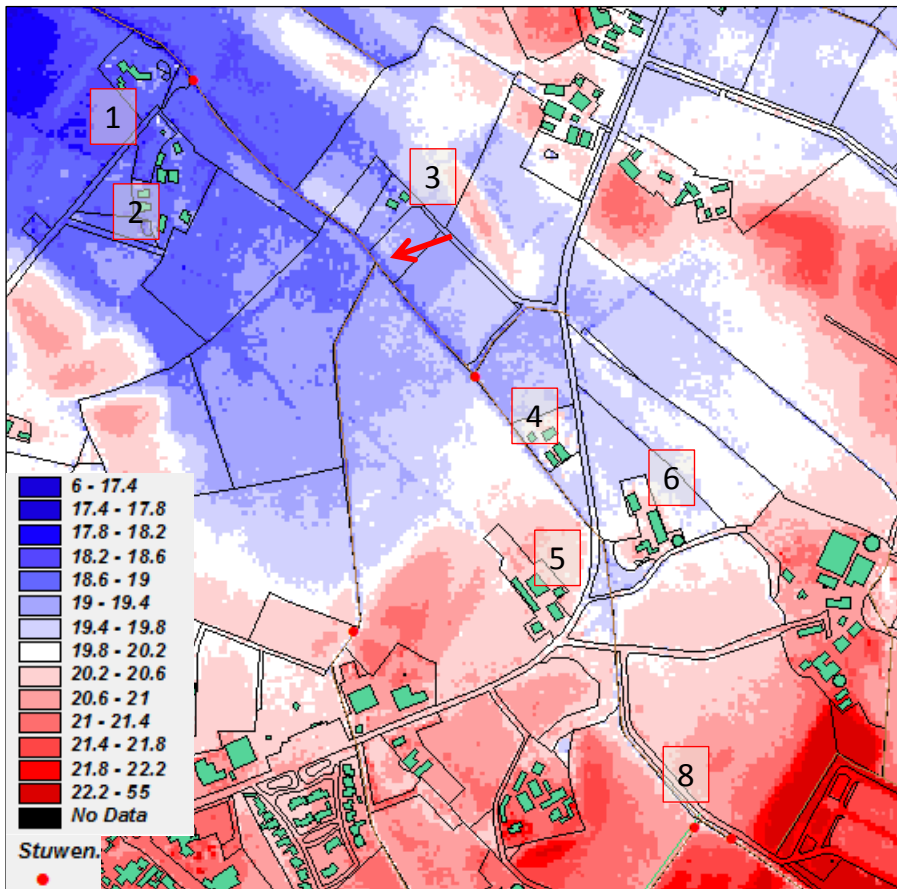 1
2
3
4
5
6
8
6 - 17.4
17.4 - 17.8
17.8 - 18.2
18.2 - 18.6
18.6 - 19
19 - 19.4
19.4 - 19.8
19.8 - 20.2
20.2 - 20.6
20.6 - 21
21 - 21.4
21.4 - 21.8
21.8 - 22.2
22.2 - 55
No Data
Stuwen.